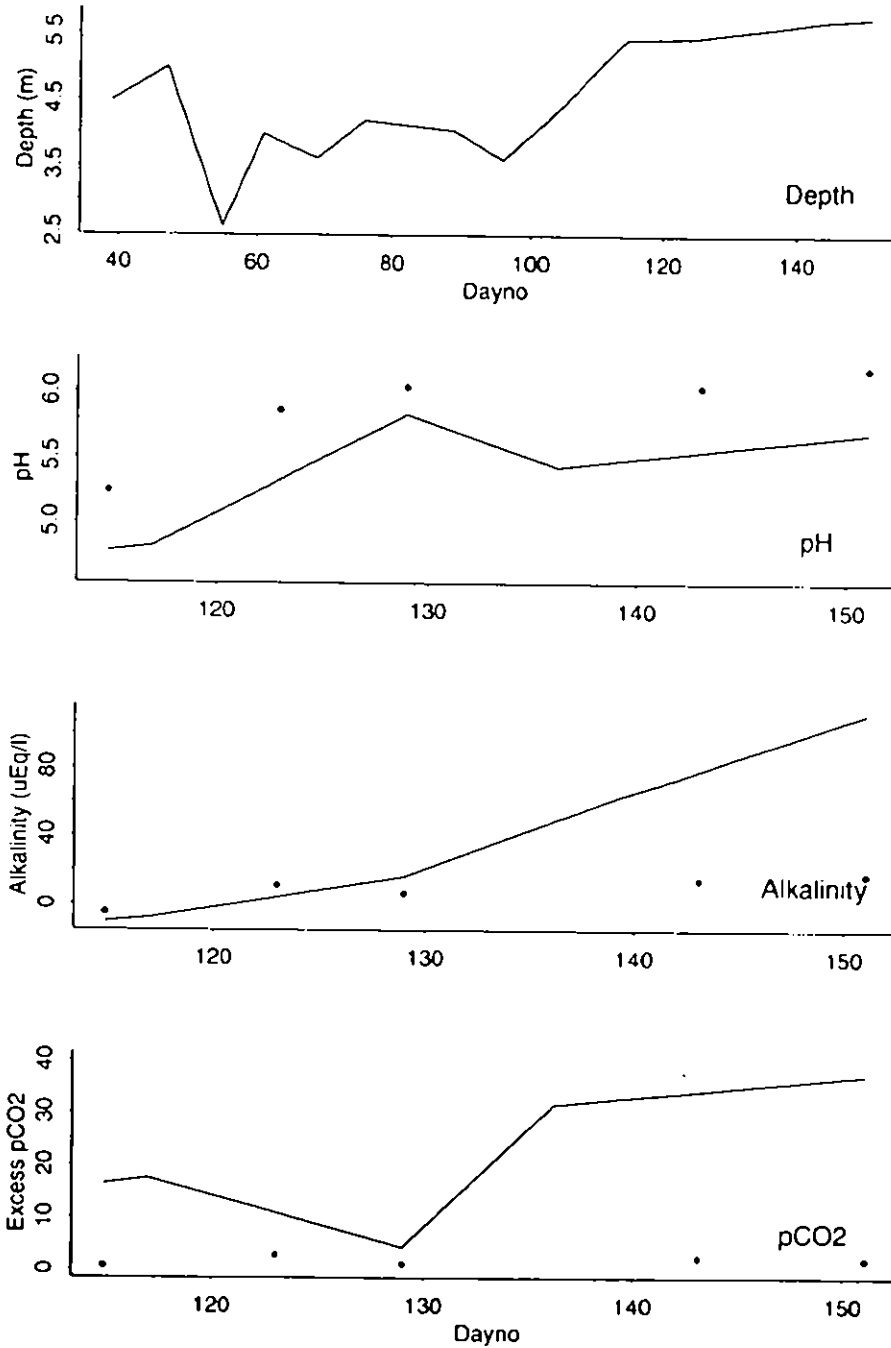 Depth (m)
5.5
4.5
3.5
2.5
Depth
40 60 80 100 120 140
Dayno
pH
6.0
5.5
5.0
pH
120 130 140 150
Alkalinity (uEq/l)
80
40
0
Alkalinity
120 130 140 150
Excess pCO2
40
30
20
10
0
pCO2
120 130 140 150
Dayno